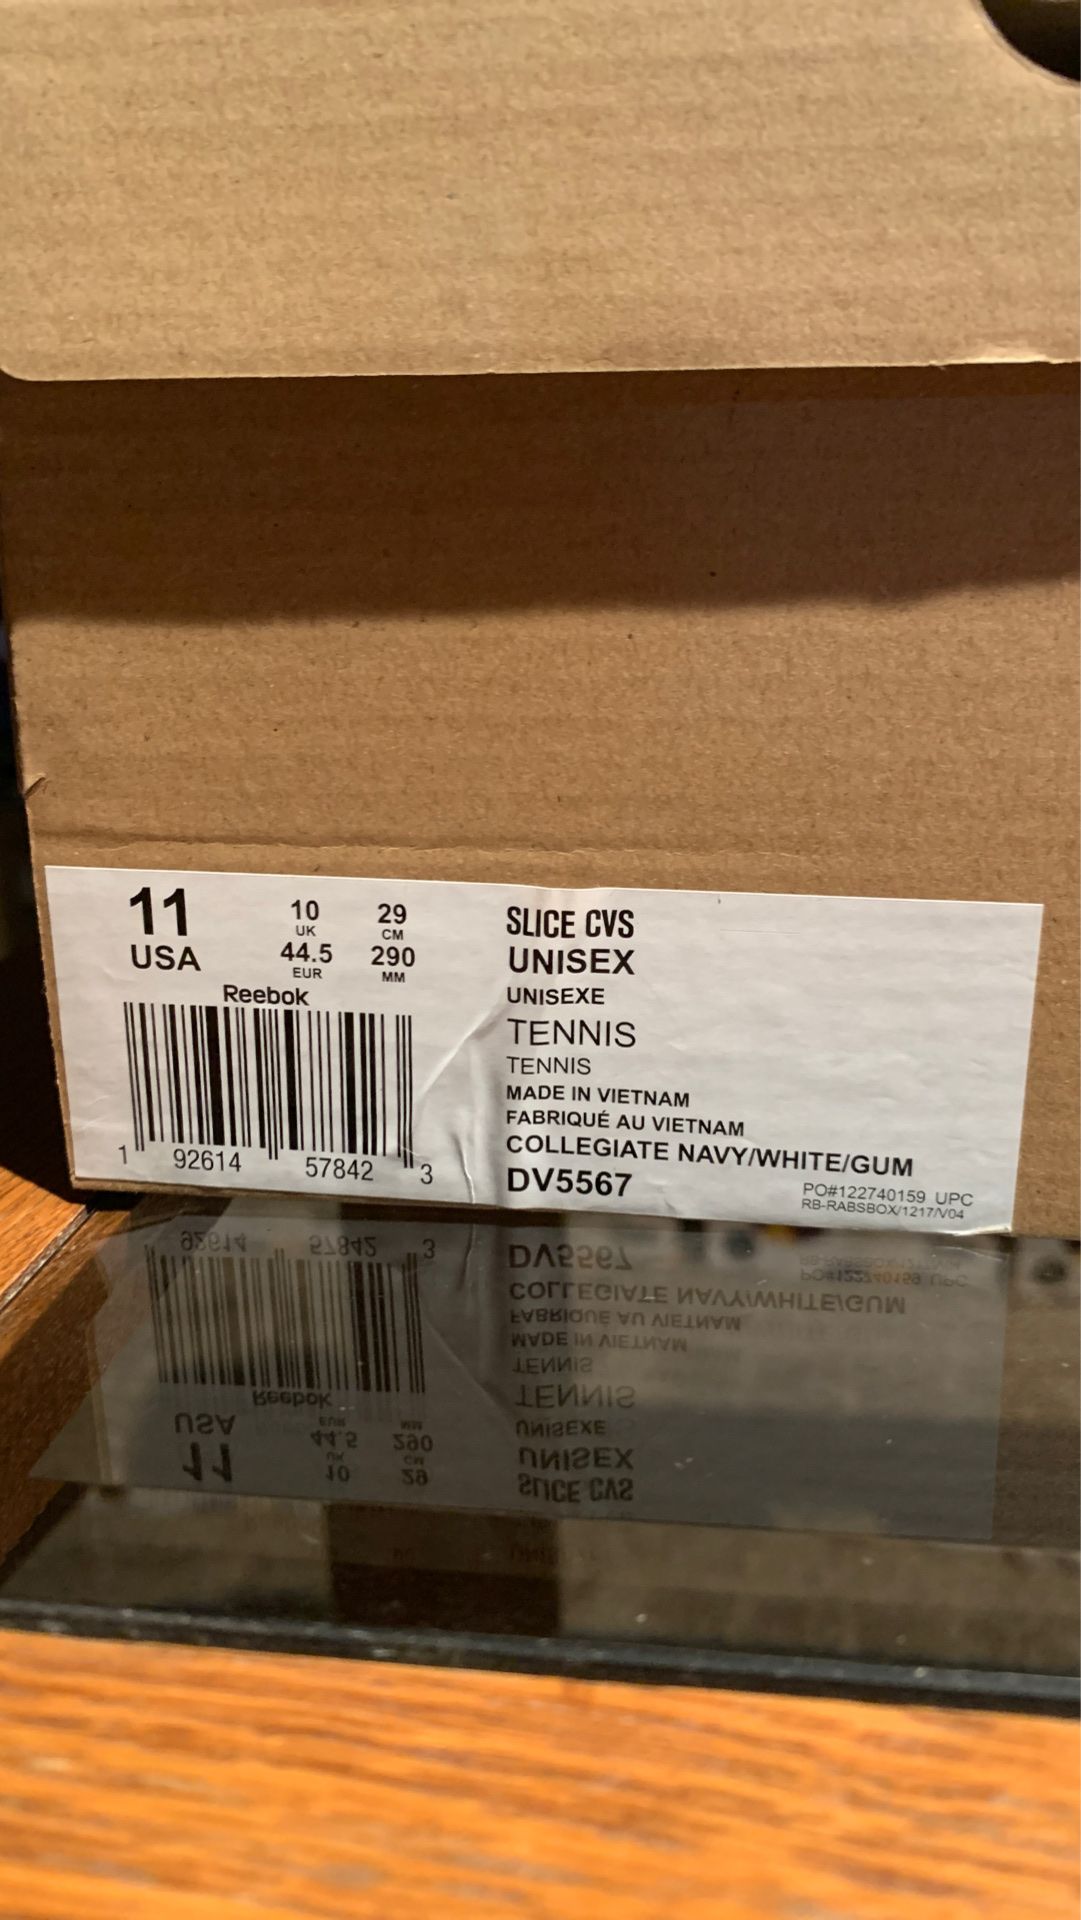 11
USA
10
UK
44.5
EUR
29
CM
290
MM
Reebok
1 92614 57842 3
SLICE CVS
UNISEX
UNISEXE
TENNIS
TENNIS
MADE IN VIETNAM
FABRIQUÉ AU VIETNAM
COLLEGIATE NAVY/WHITE/GUM
DV5567
PO#122740159 UPC
RB-RABSBOX/1217/V04